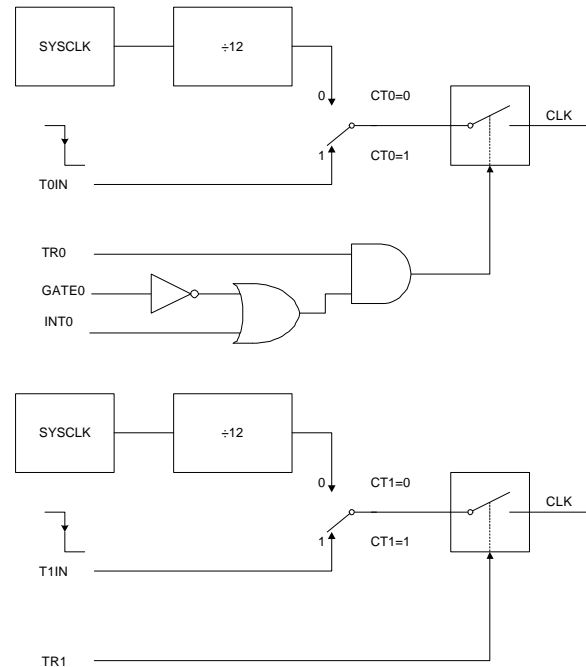 SYSCLK
÷12
0
CT0=0
CLK
1
CT0=1
T0IN
TR0
GATE0
INT0
SYSCLK
÷12
0
CT1=0
CLK
1
CT1=1
T1IN
TR1